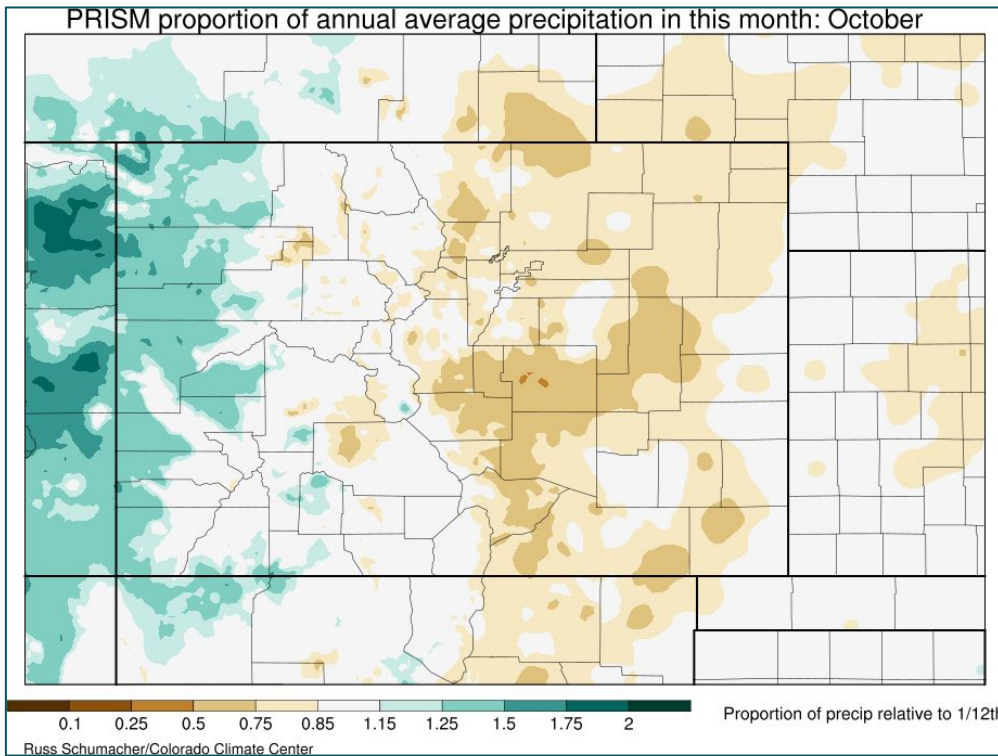 PRISM proportion of annual average precipitation in this month: October
0.1 0.25 0.5 0.75 0.85 1.15 1.25 1.5 1.75 2
Proportion of precip relative to 1/12th
Russ Schumacher/Colorado Climate Center